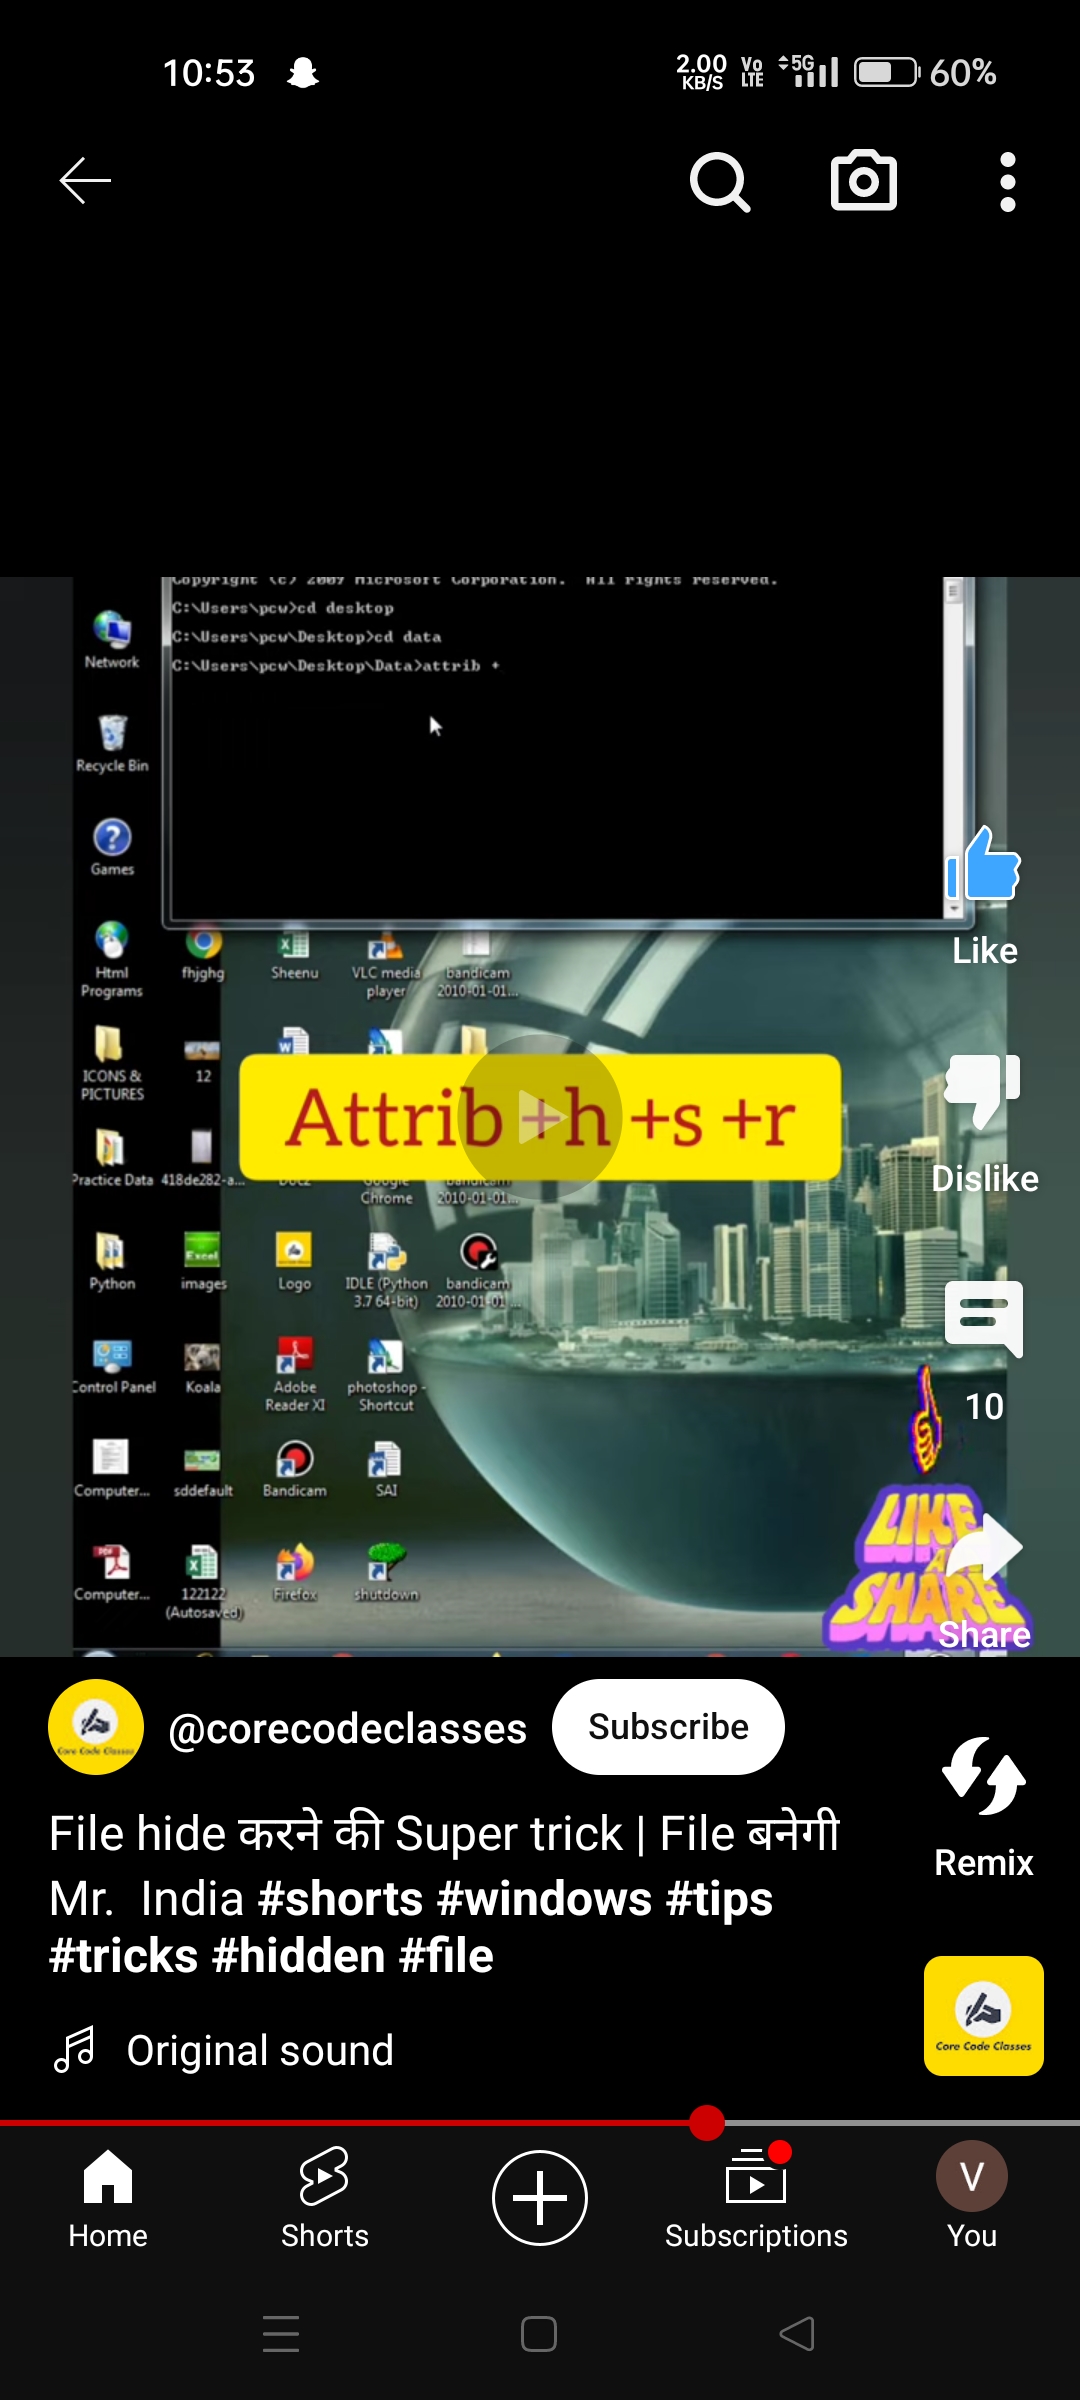 10:53
2.00 KB/S Vo LTE 5G 60%
Copyright (c) 2009 Microsoft Corporation. All rights reserved.
C:\Users\pcw>cd desktop
C:\Users\pcw\Desktop>cd data
C:\Users\pcw\Desktop\Data>attrib +
Network
Recycle Bin
Games
Html Programs
fhjghg
Sheenu
VLC media player
bandicam 2010-01-01...
Like
ICONS & PICTURES
12
Attrib +h +s +r
Practice Data
418de282-a...
Doc2
Google Chrome
bandicam 2010-01-01...
Dislike
Python
images
Logo
IDLE (Python 3.7 64-bit)
bandicam 2010-01-01 ...
Control Panel
Koala
Adobe Reader XI
photoshop - Shortcut
10
Computer...
sddefault
Bandicam
SAI
LIKE
SHARE
Computer...
122122 (Autosaved)
Firefox
shutdown
Share
@corecodeclasses
Subscribe
File hide करने की Super trick | File बनेगी
Mr. India #shorts #windows #tips
#tricks #hidden #file
Remix
Original sound
Core Code Classes
Home
Shorts
Subscriptions
V
You